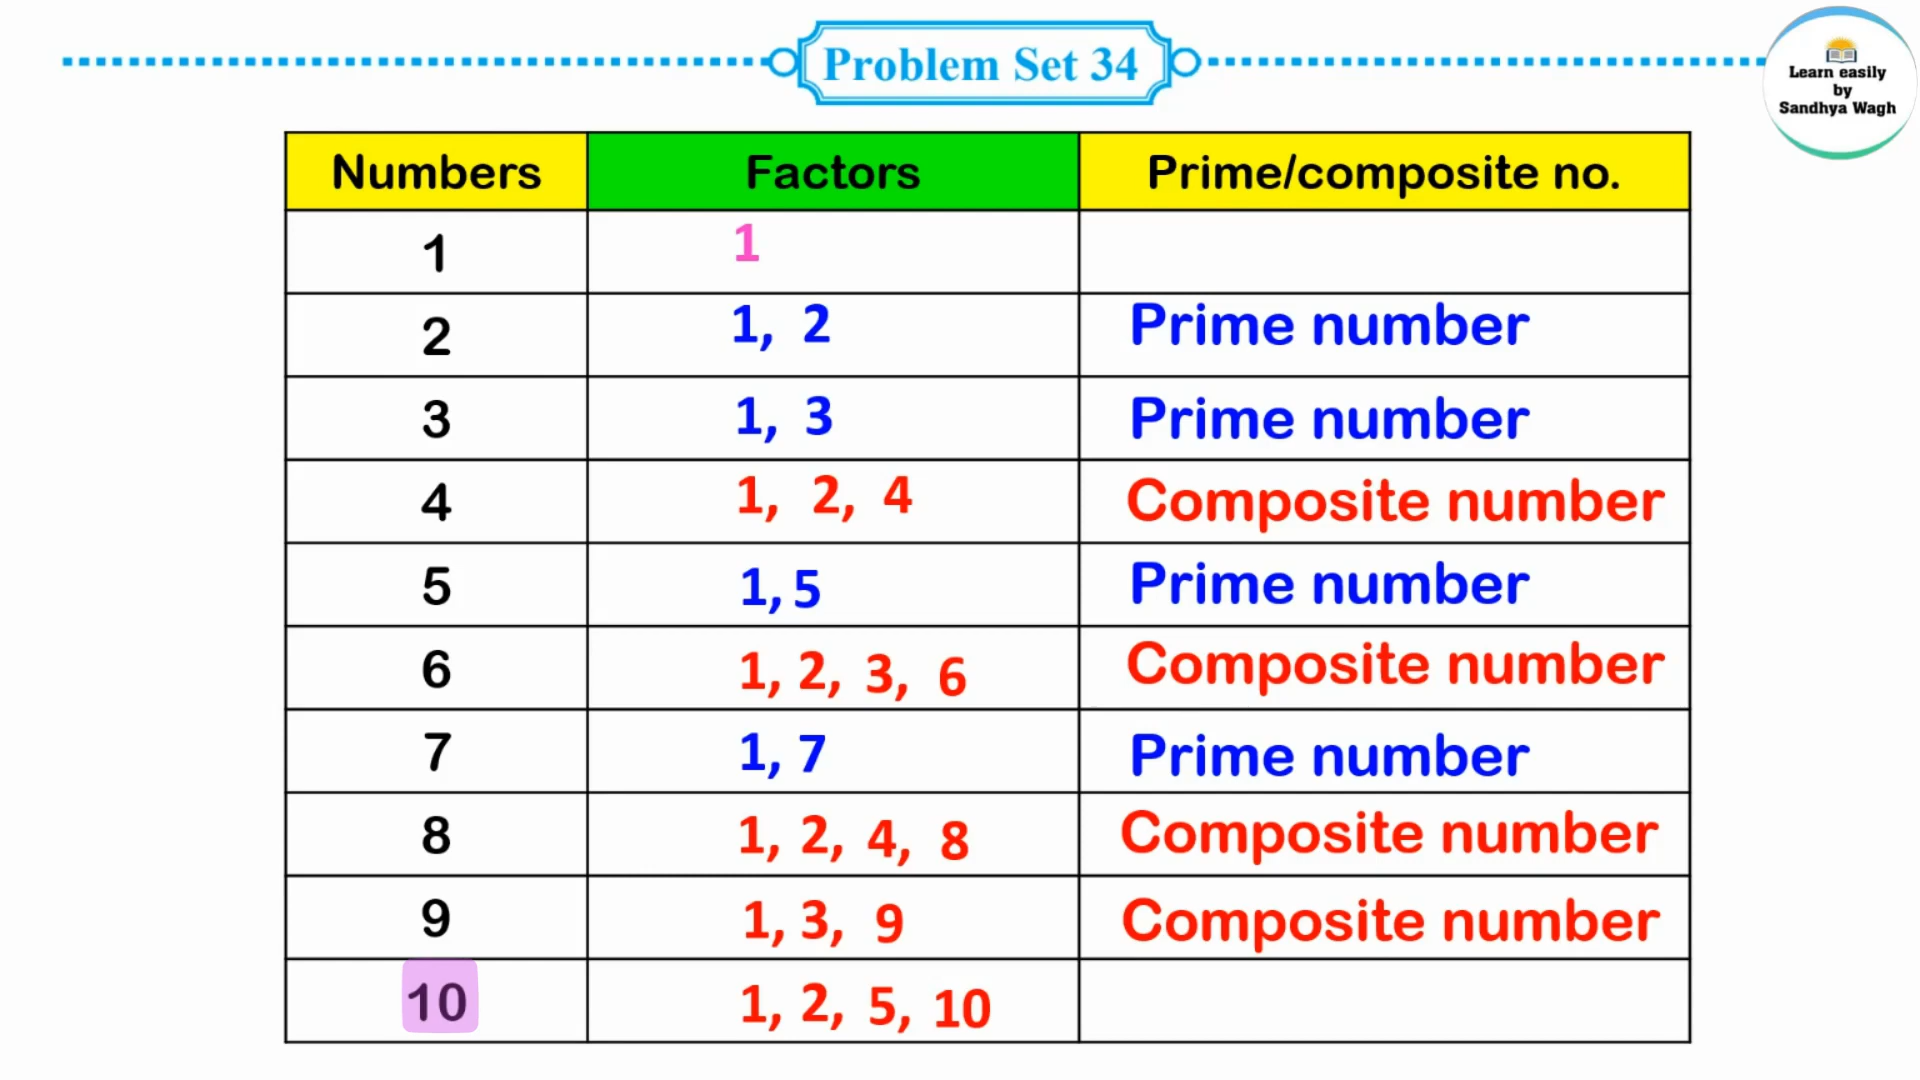 Problem Set 34
Learn easily
by
Sandhya Wagh
Numbers Factors Prime/composite no.
1 1
2 1, 2 Prime number
3 1, 3 Prime number
4 1, 2, 4 Composite number
5 1, 5 Prime number
6 1, 2, 3, 6 Composite number
7 1, 7 Prime number
8 1, 2, 4, 8 Composite number
9 1, 3, 9 Composite number
10 1, 2, 5, 10